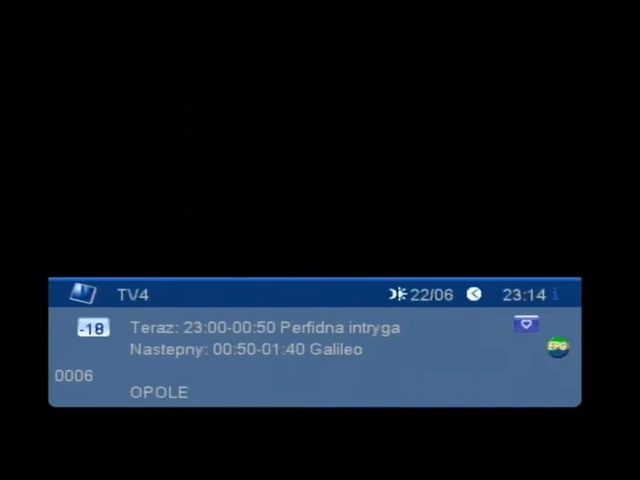 TV4 22/06 23:14 i
-18 Teraz: 23:00-00:50 Perfidna intryga
Nastepny: 00:50-01:40 Galileo
EPG
0006
OPOLE